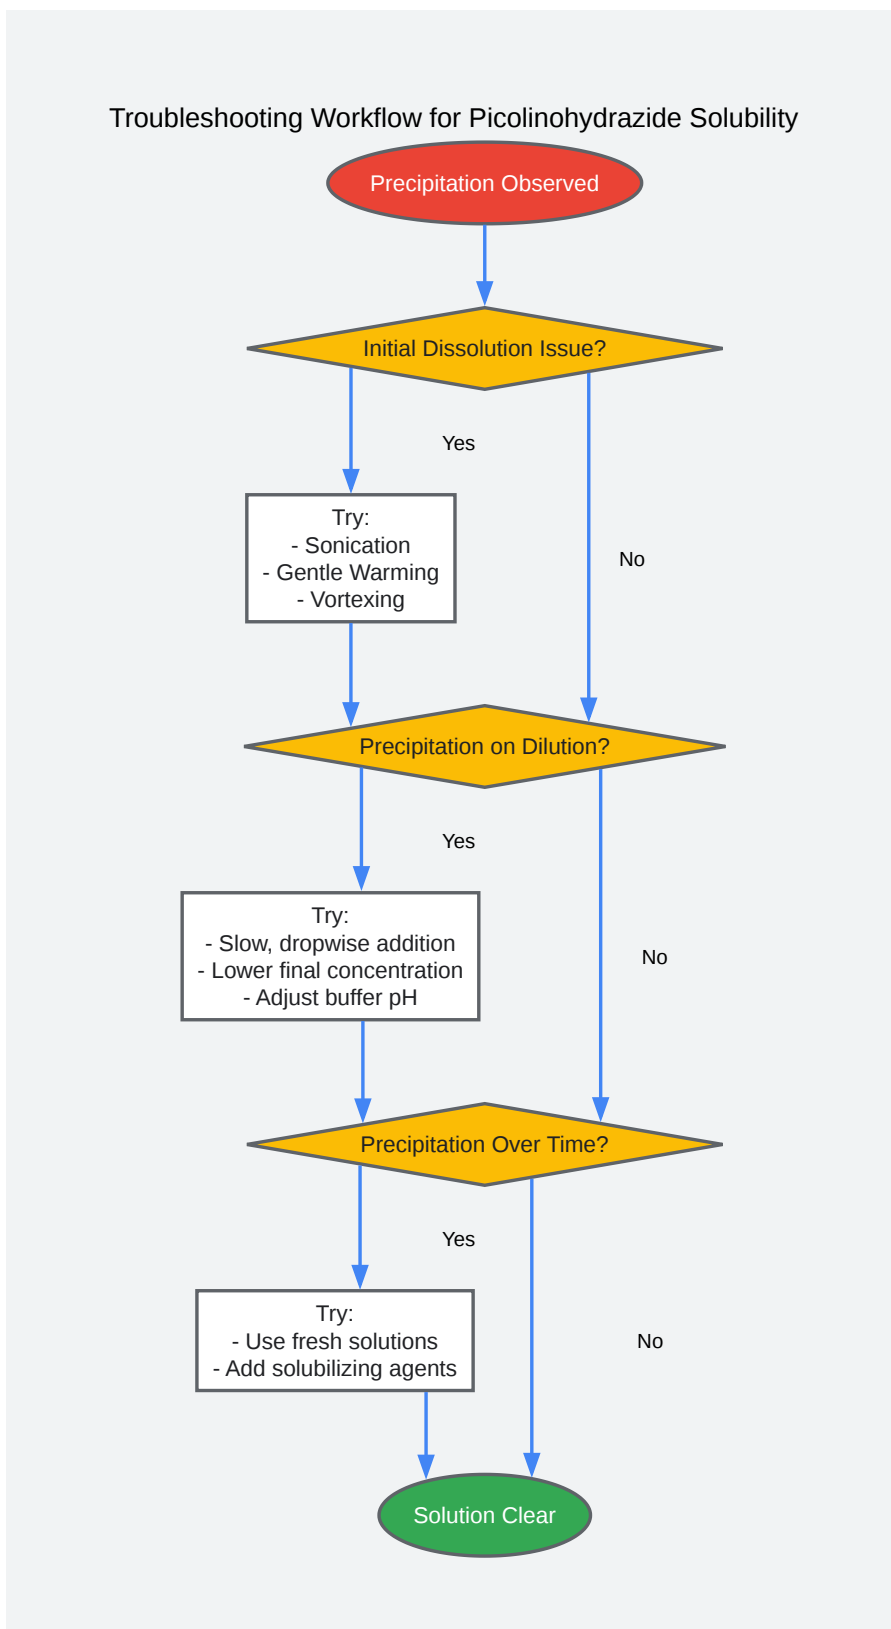 Troubleshooting Workflow for Picolinohydrazide Solubility
Precipitation Observed
Initial Dissolution Issue?
Yes
Try:
- Sonication
- Gentle Warming
- Vortexing
No
Precipitation on Dilution?
Yes
Try:
- Slow, dropwise addition
- Lower final concentration
- Adjust buffer pH
No
Precipitation Over Time?
Yes
Try:
- Use fresh solutions
- Add solubilizing agents
No
Solution Clear